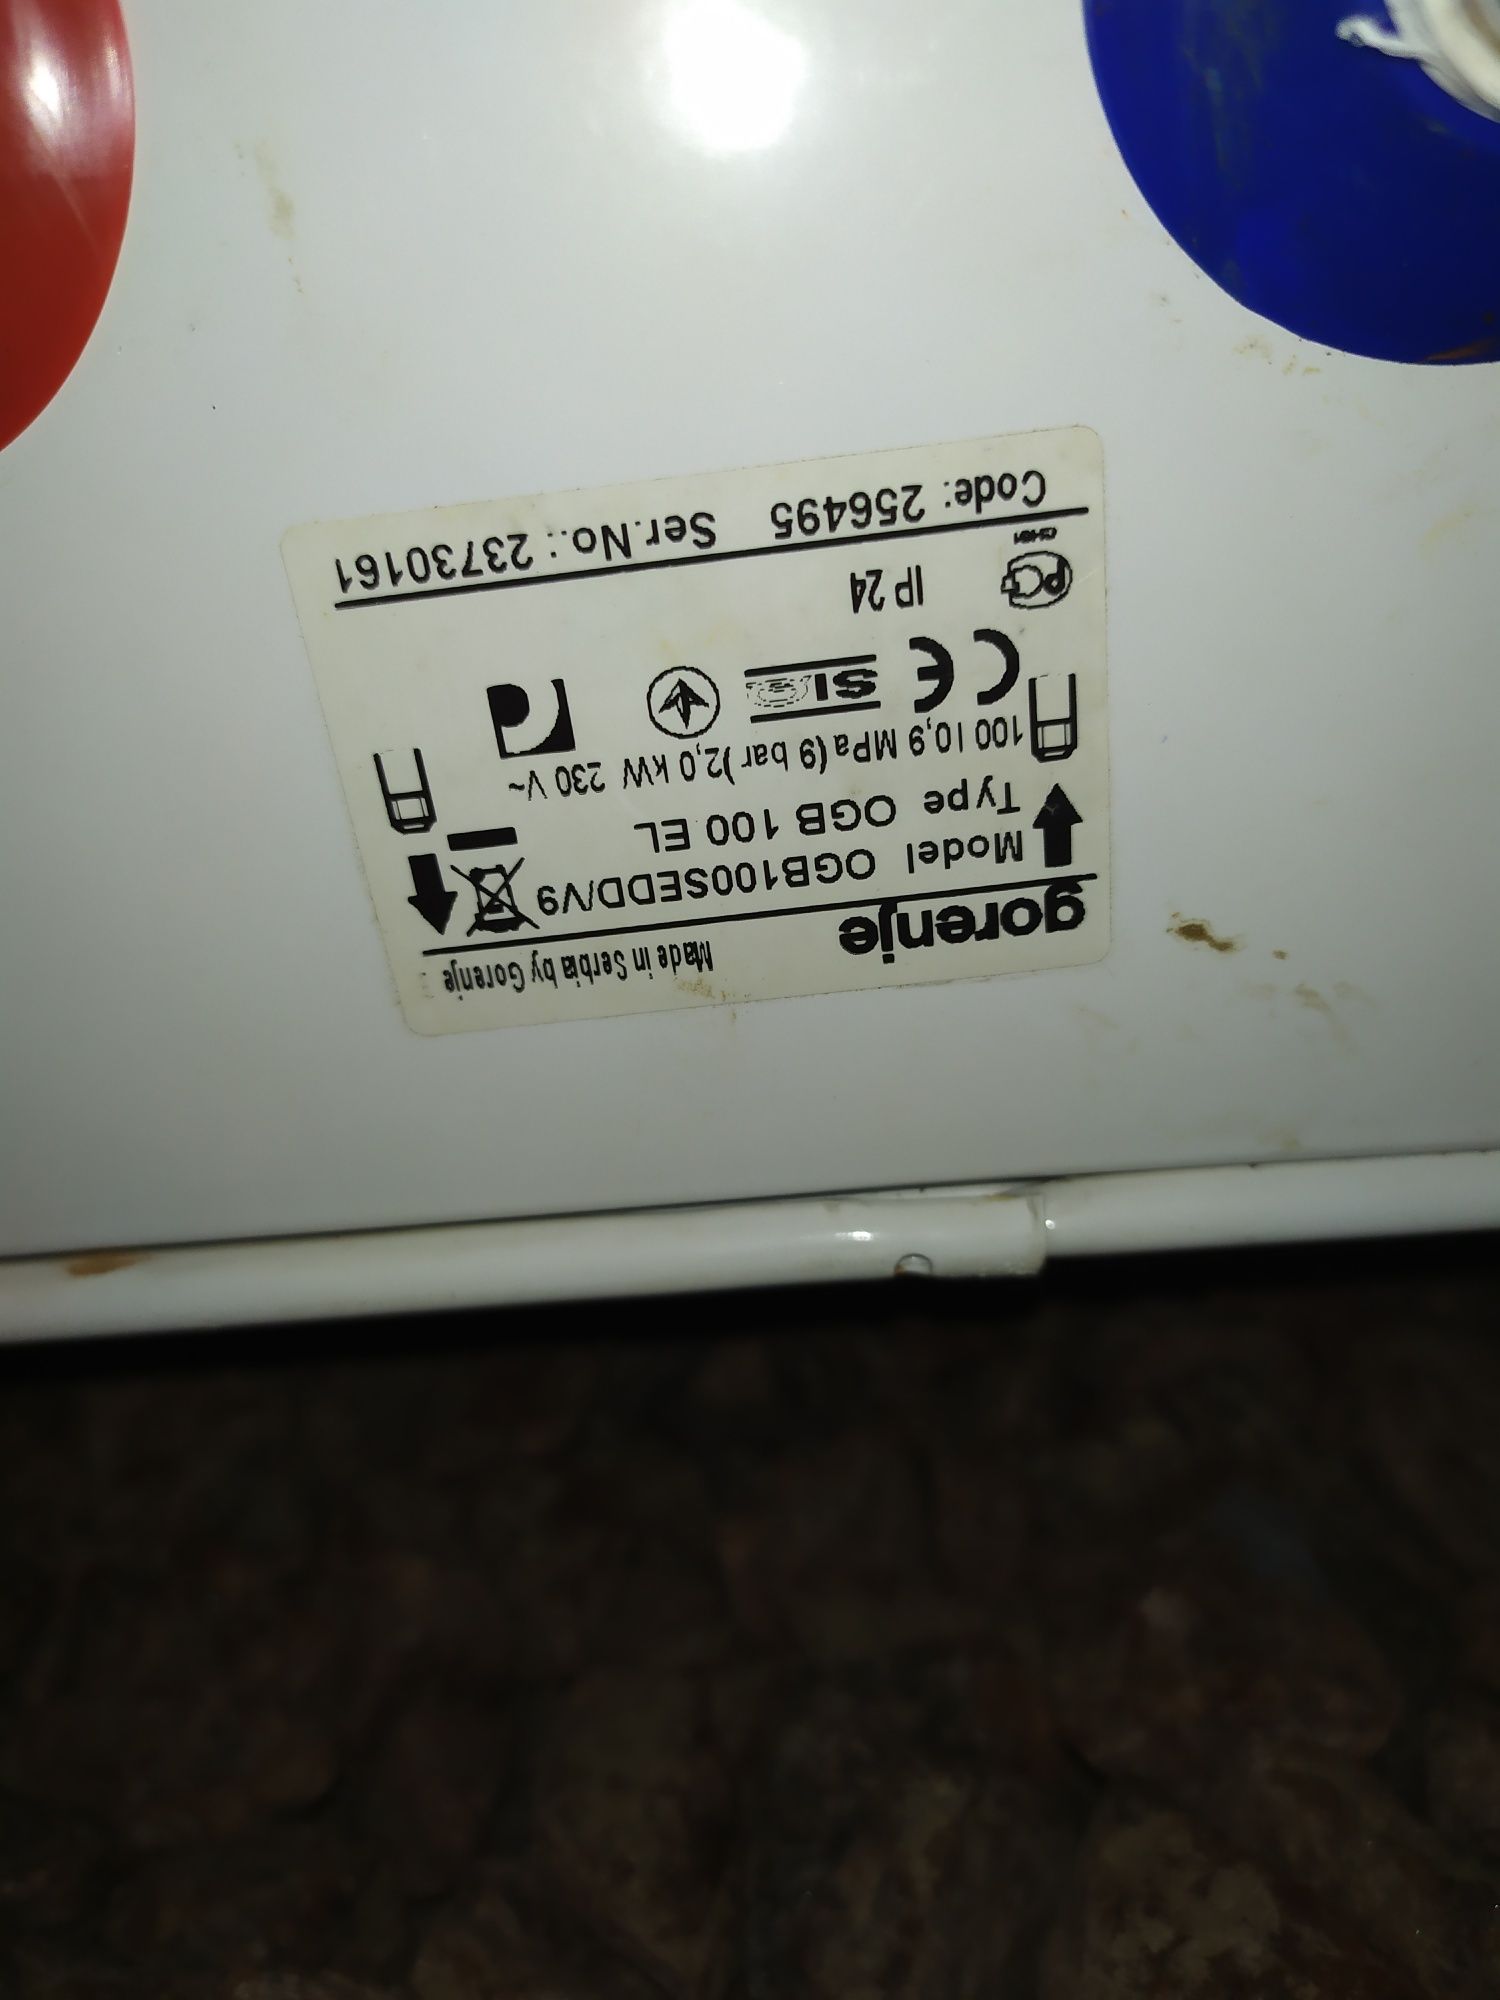 gorenje Made in Serbia by Gorenje
Model OGB100SEDD/V9
Type OGB 100 EL
100 l 0,9 MPa (9 bar) 2,0 kW 230 V~
CE SI
IP 24
Code: 256495 Ser.No.: 23730161